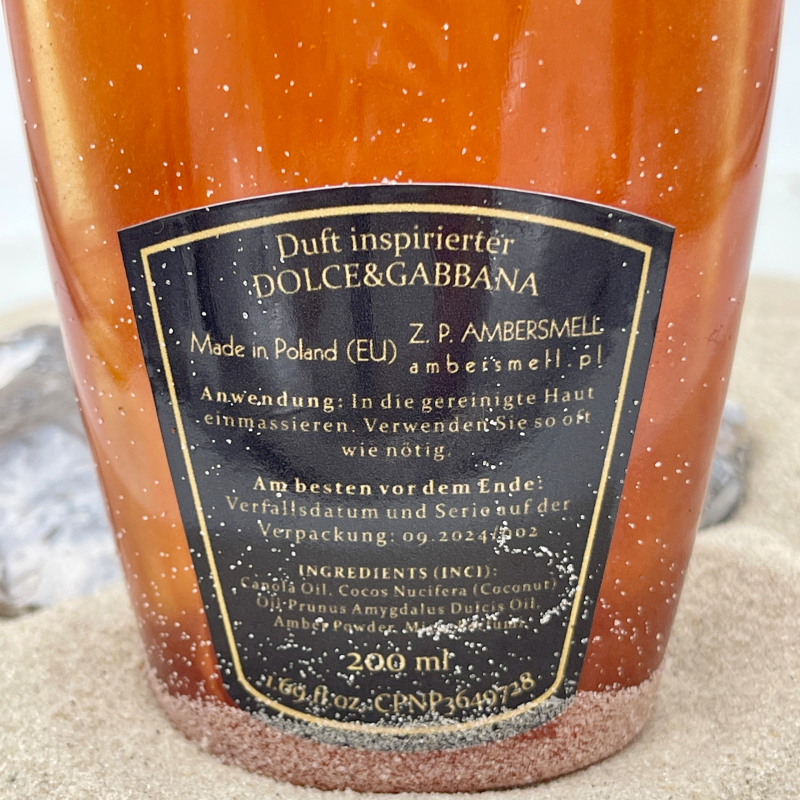 Duft inspirierter
DOLCE&GABBANA
Made in Poland (EU)
Z. P. AMBERSMELL
ambersmell.pl
Anwendung: In die gereinigte Haut
einmassieren. Verwenden Sie so oft
wie nötig.
Am besten vor dem Ende:
Verfallsdatum und Serie auf der
Verpackung: 09.2024/002
INGREDIENTS (INCI):
Canola Oil, Cocos Nucifera (Coconut)
Oil, Prunus Amygdalus Dulcis Oil,
Amber Powder,
200 ml
1.69 fl oz. CPNP3649728